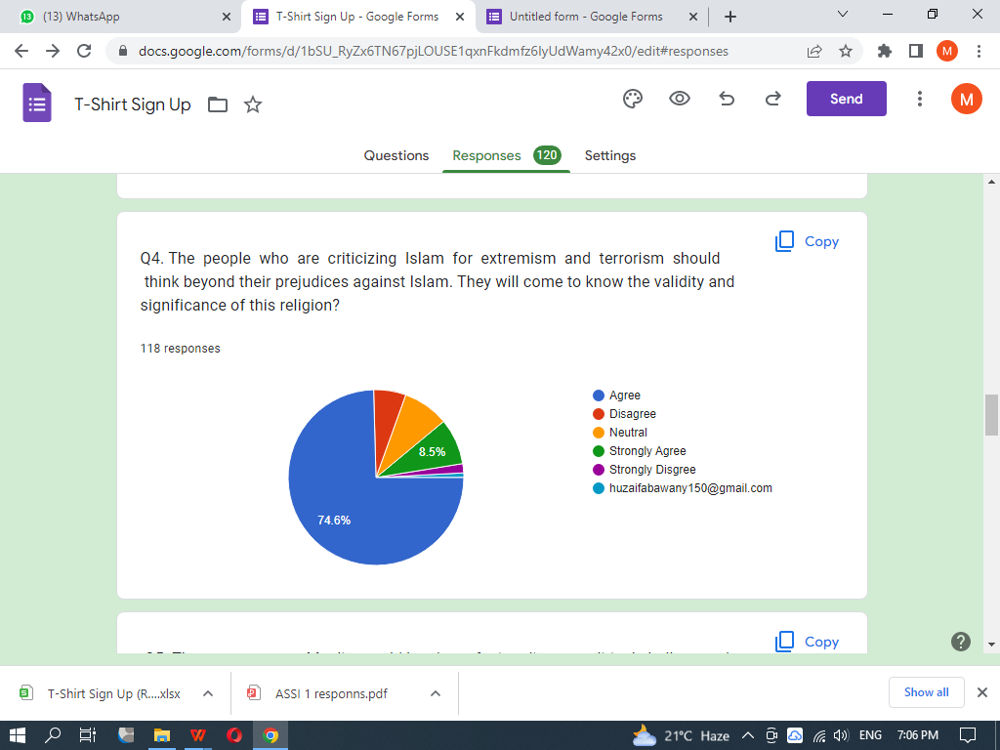 (13) WhatsApp
T-Shirt Sign Up - Google Forms
Untitled form - Google Forms
docs.google.com/forms/d/1bSU_RyZx6TN67pjLOUSE1qxnFkdmfz6lyUdWamy42x0/edit#responses
M
T-Shirt Sign Up
Send
M
Questions
Responses 120
Settings
Copy
Q4. The people who are criticizing Islam for extremism and terrorism should
think beyond their prejudices against Islam. They will come to know the validity and
significance of this religion?
118 responses
Agree
Disagree
Neutral
Strongly Agree
Strongly Disgree
huzaifabawany150@gmail.com
8.5%
74.6%
Copy
T-Shirt Sign Up (R....xlsx
ASSI 1 responns.pdf
Show all
21°C Haze
ENG
7:06 PM